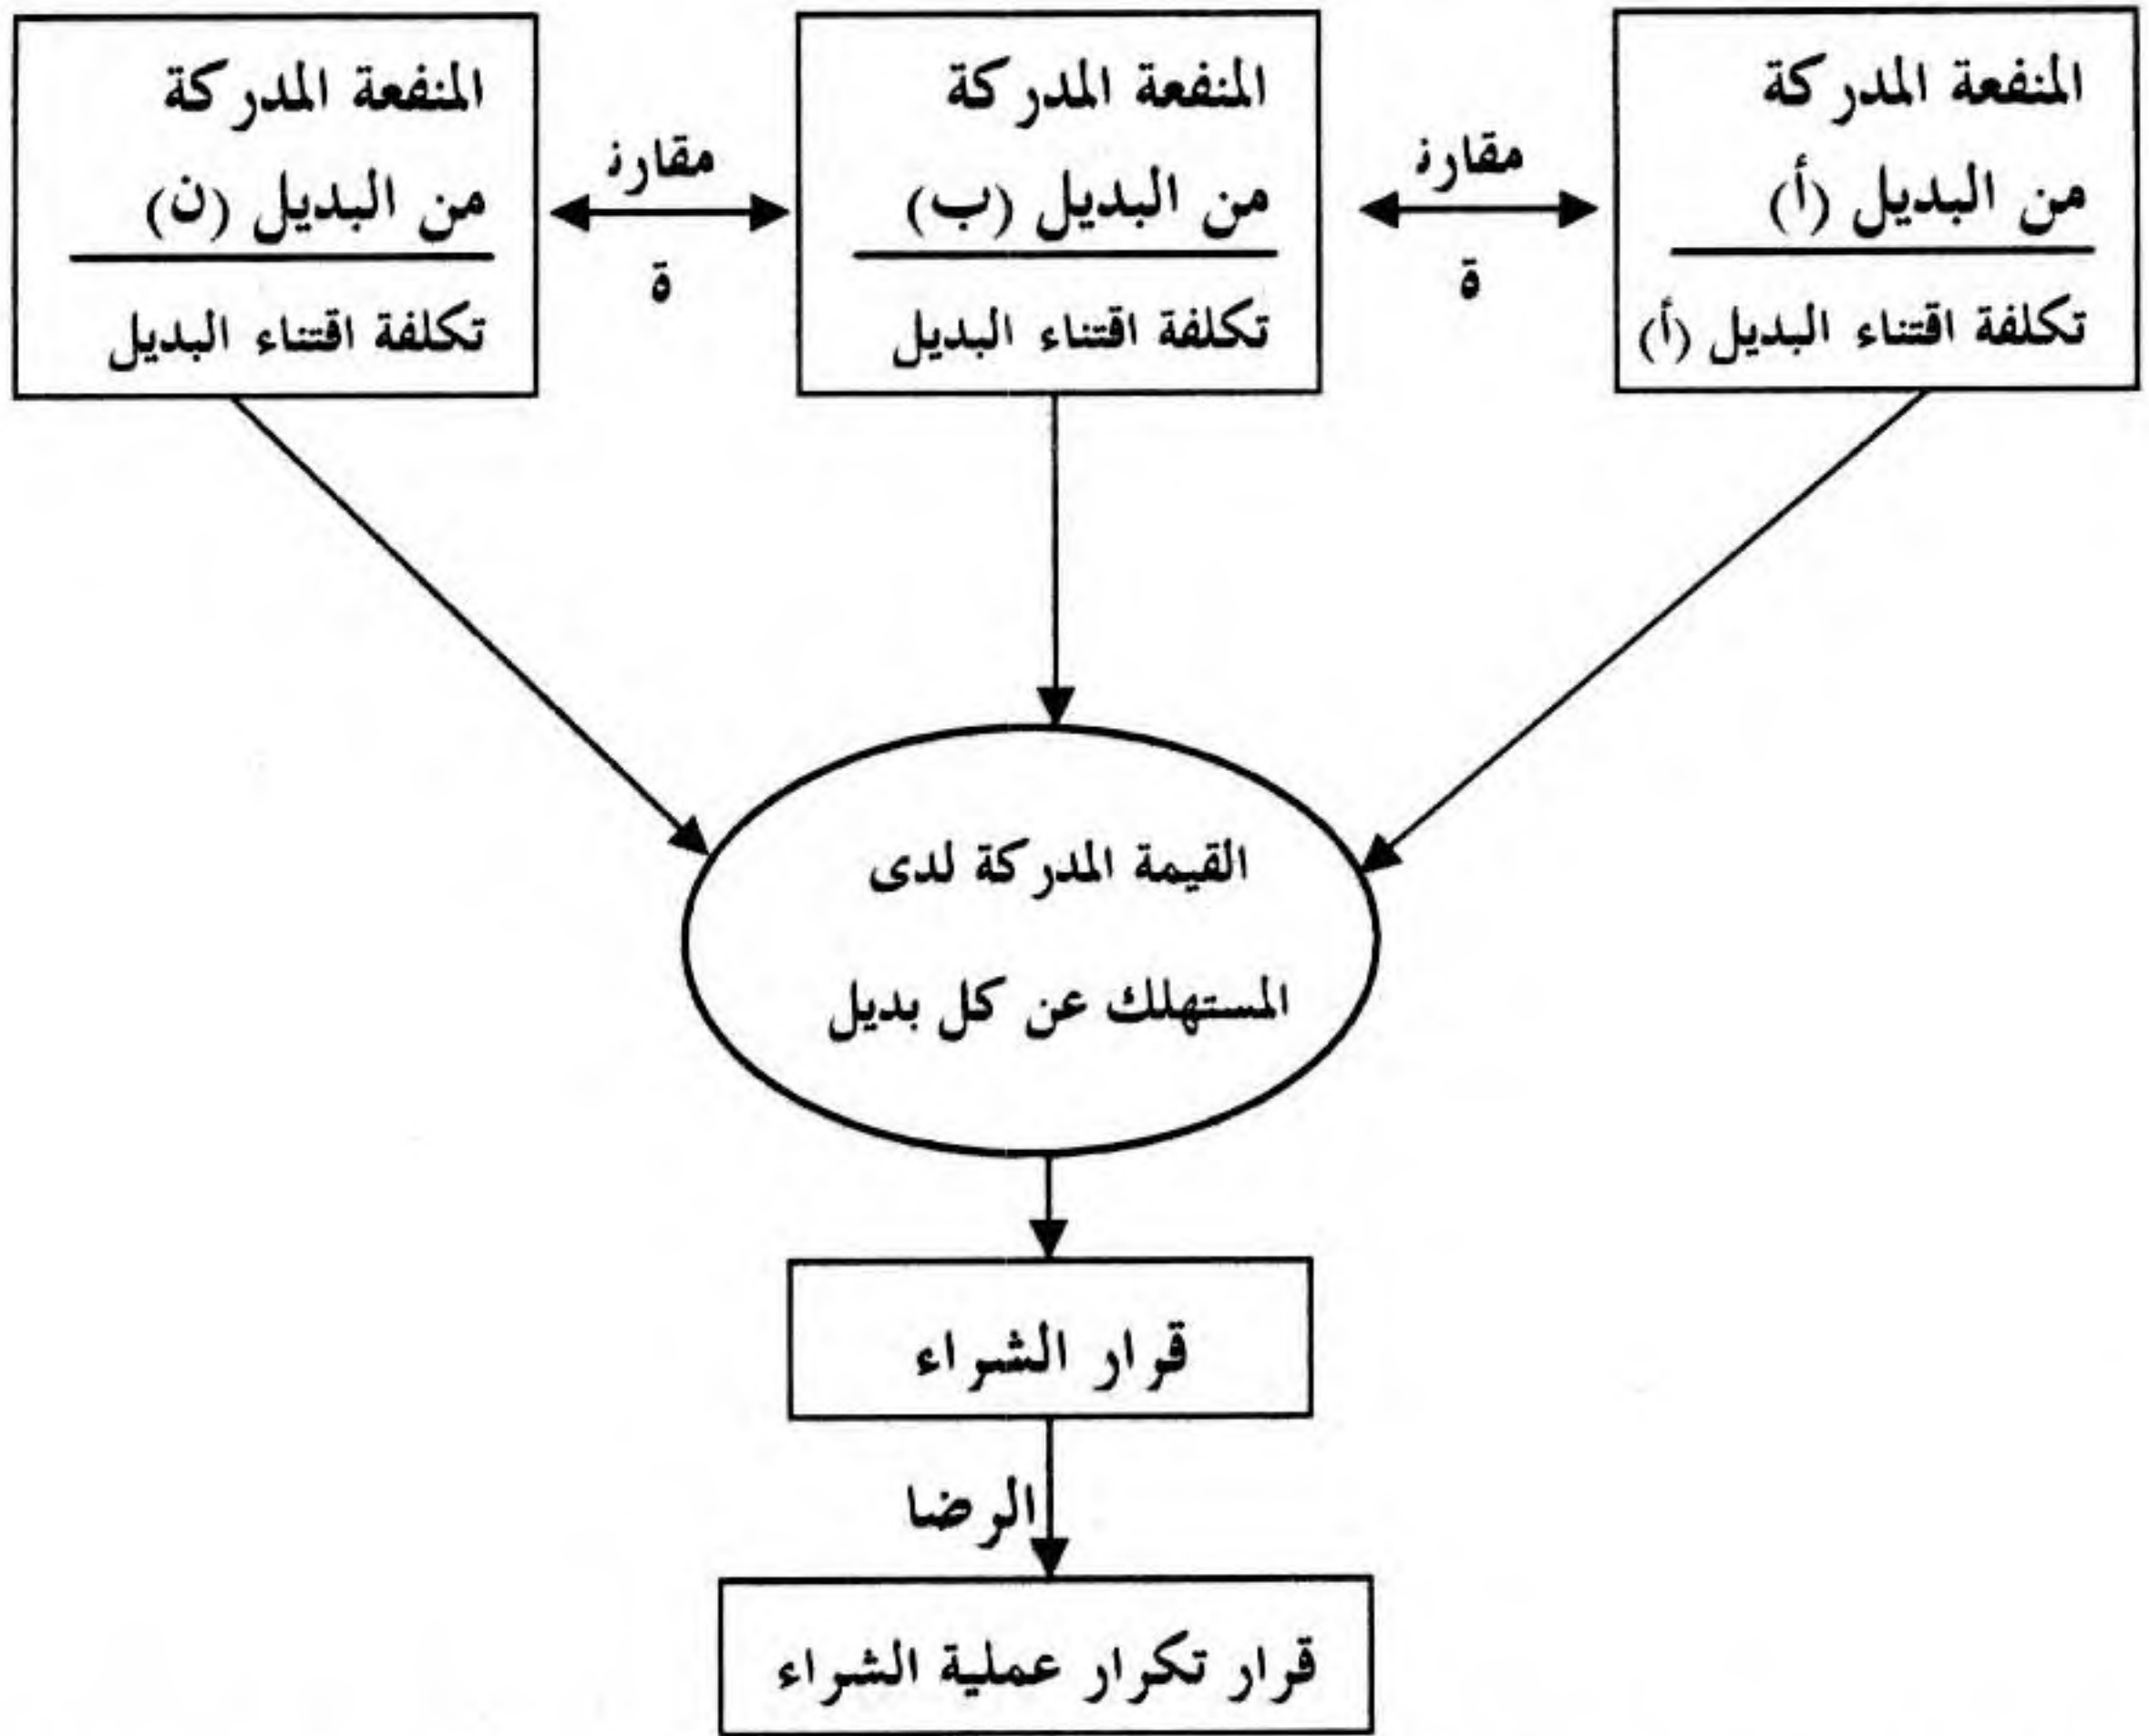 المنفعة المدركة
من البديل (أ)
تكلفة اقتناء البديل (أ)
مقارن
ة
المنفعة المدركة
من البديل (ب)
تكلفة اقتناء البديل
مقارن
ة
المنفعة المدركة
من البديل (ن)
تكلفة اقتناء البديل
القيمة المدركة لدى
المستهلك عن كل بديل
قرار الشراء
الرضا
قرار تكرار عملية الشراء